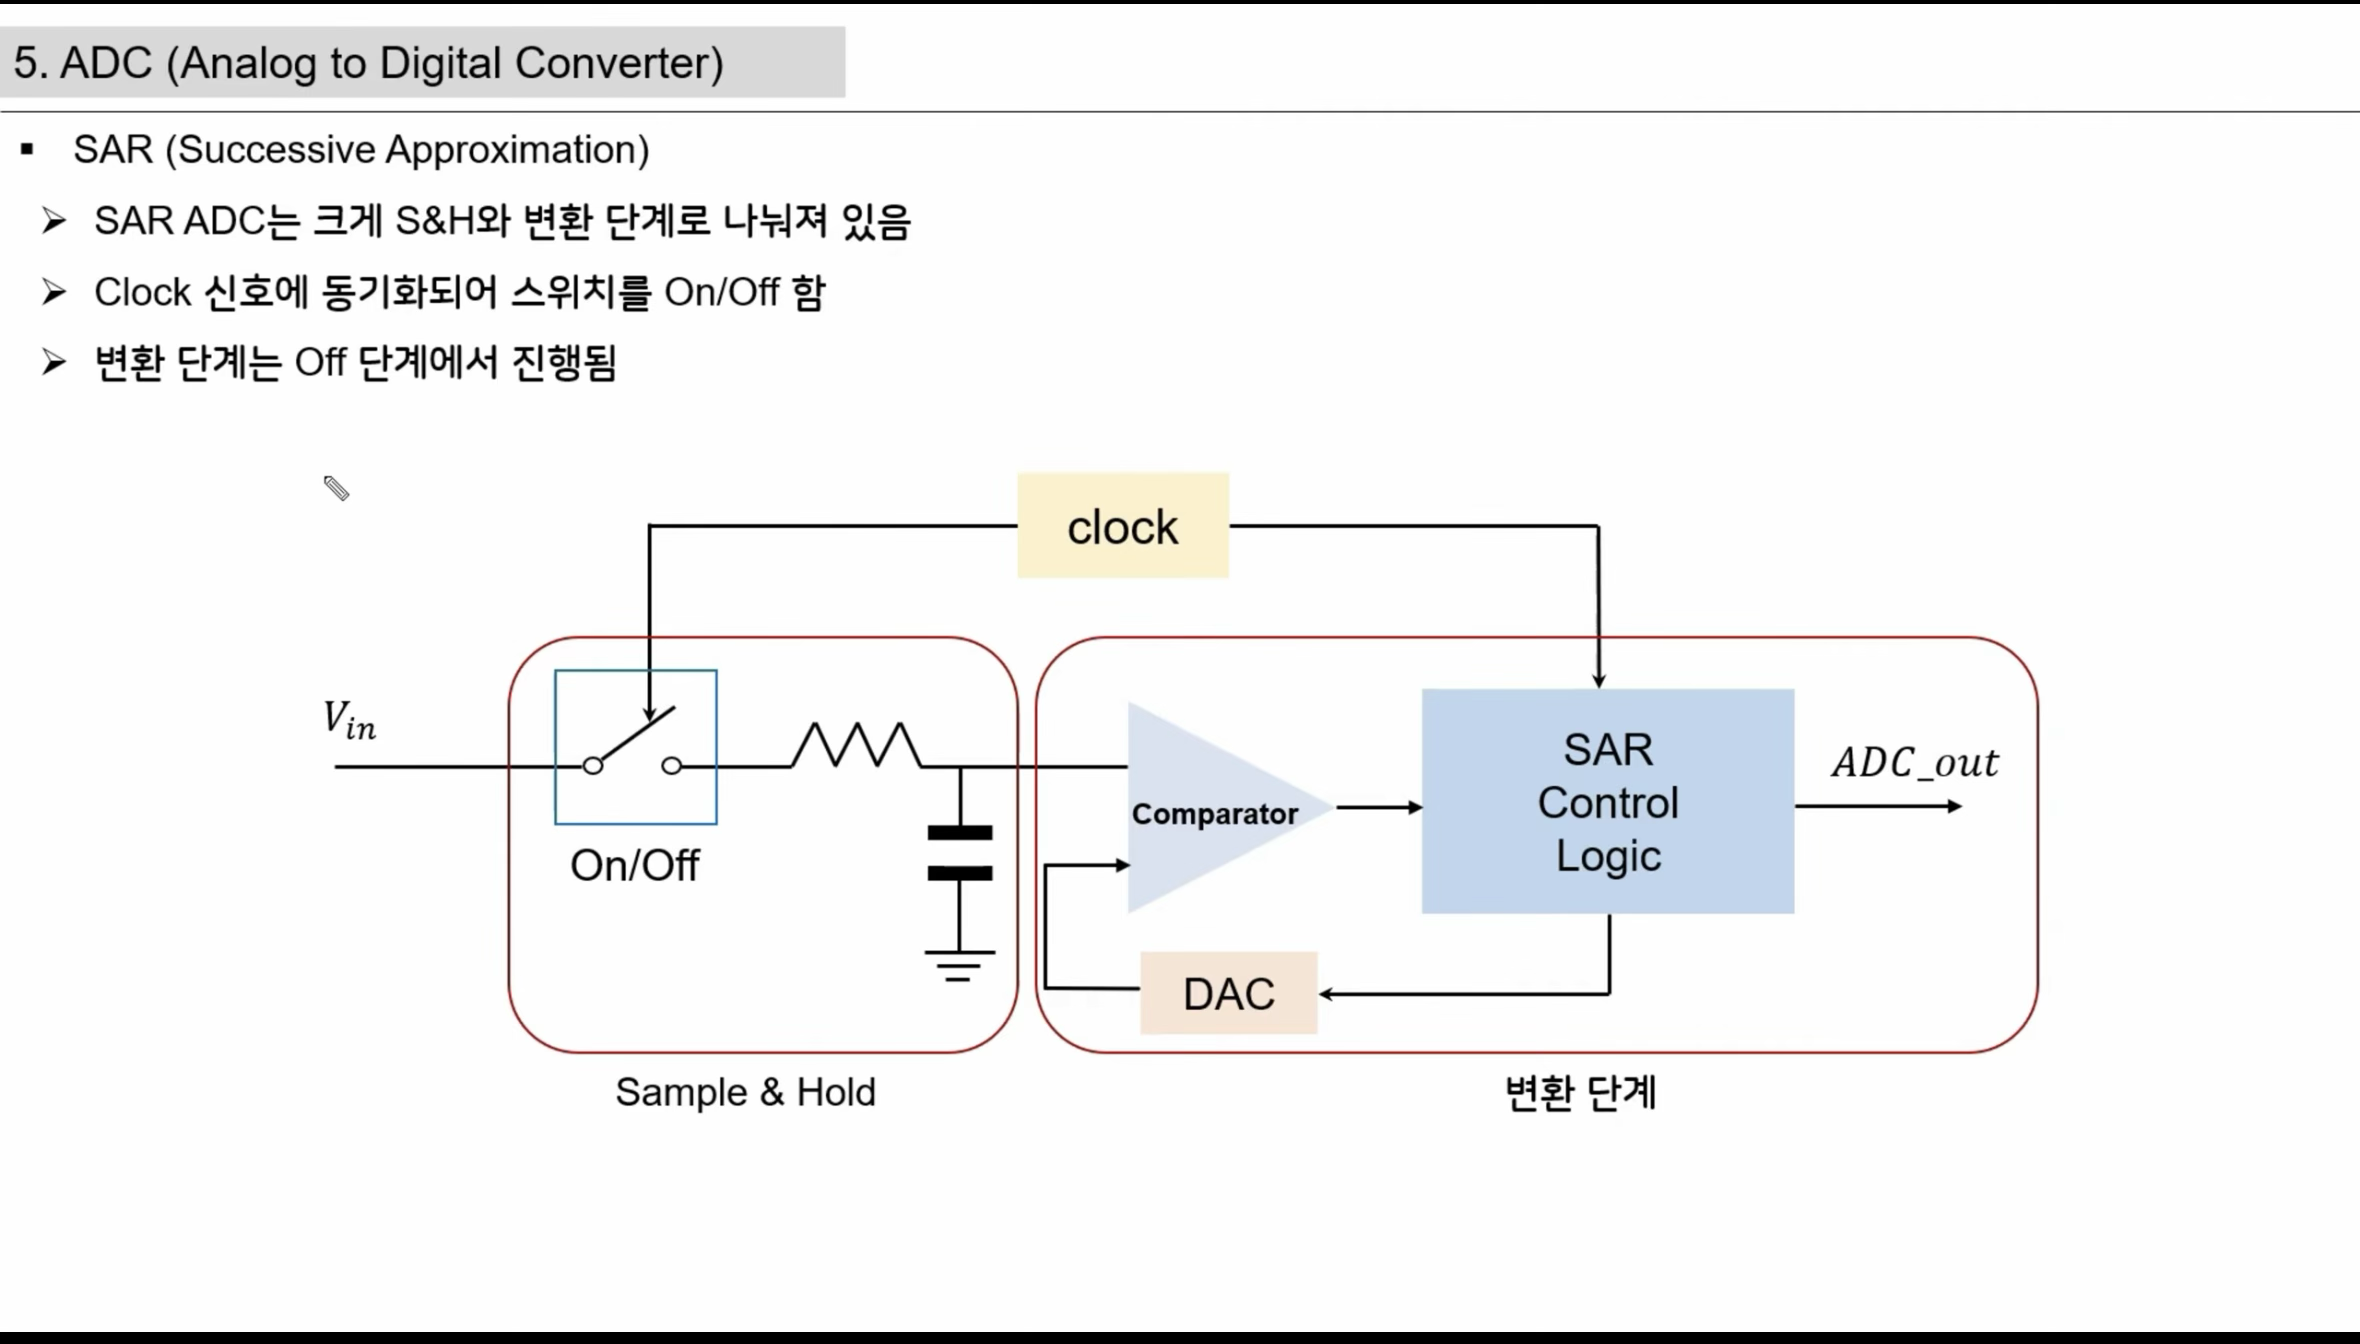 5. ADC (Analog to Digital Converter)
▪ SAR (Successive Approximation)
➢ SAR ADC는 크게 S&H와 변환 단계로 나눠져 있음
➢ Clock 신호에 동기화되어 스위치를 On/Off 함
➢ 변환 단계는 Off 단계에서 진행됨
clock
V_in
On/Off
Comparator
SAR
Control
Logic
ADC_out
DAC
Sample & Hold
변환 단계